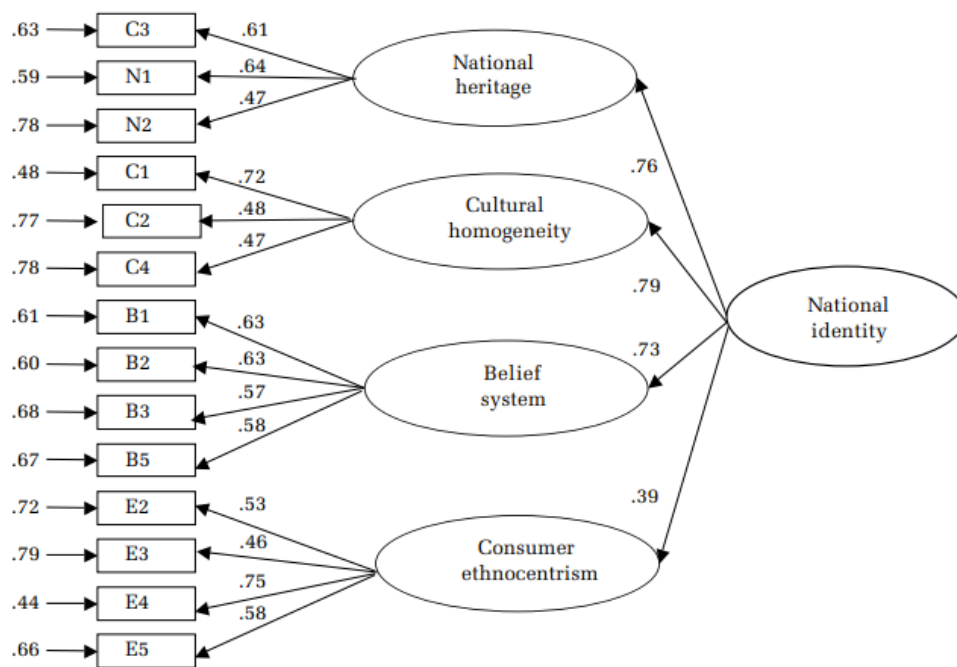 .63 C3 .61
National
heritage
.59 N1 .64
.78 N2 .47
.76
.48 C1 .72
Cultural
homogeneity
.77 C2 .48
.78 C4 .47
.79
National
identity
.61 B1 .63
.73
.60 B2 .63
Belief
system
.68 B3 .57
.67 B5 .58
.72 E2 .53
.39
.79 E3 .46
Consumer
ethnocentrism
.44 E4 .75
.66 E5 .58